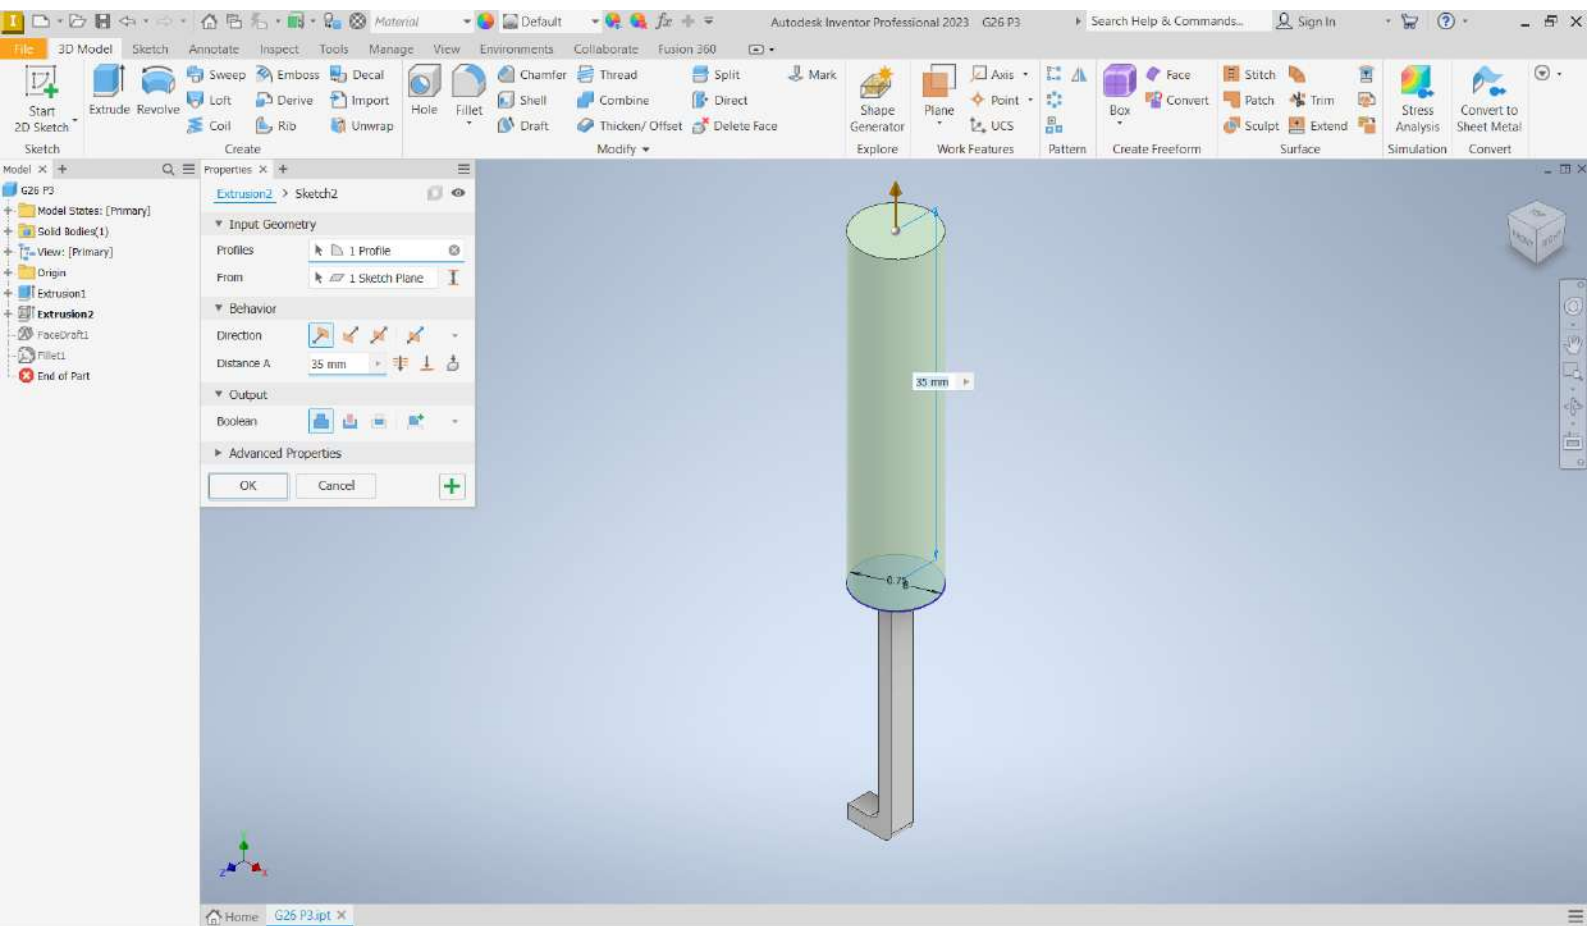 Material Default Autodesk Inventor Professional 2023 G26 P3 Search Help & Commands... Sign In
File 3D Model Sketch Annotate Inspect Tools Manage View Environments Collaborate Fusion 360
Sweep Emboss Decal Chamfer Thread Split Mark Axis Face Stitch
Loft Derive Import Shell Combine Direct Point Convert Patch Trim
Coil Rib Unwrap Draft Thicken/ Offset Delete Face UCS Sculpt Extend
Start
2D Sketch
Extrude Revolve
Hole Fillet
Shape
Generator
Plane
Box
Stress
Analysis
Convert to
Sheet Metal
Sketch Create Modify Explore Work Features Pattern Create Freeform Surface Simulation Convert
Model × +
G26 P3
Model States: [Primary]
Solid Bodies(1)
View: [Primary]
Origin
Extrusion1
Extrusion2
FaceDraft1
Fillet1
End of Part
Properties × +
Extrusion2 > Sketch2
Input Geometry
Profiles 1 Profile
From 1 Sketch Plane
Behavior
Direction
Distance A 35 mm
Output
Boolean
Advanced Properties
OK Cancel
35 mm
FRONT RIGHT
Y
Z X
Home G26 P3.ipt ×